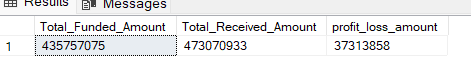 Results Messages
Total_Funded_Amount Total_Received_Amount profit_loss_amount
1 435757075 473070933 37313858